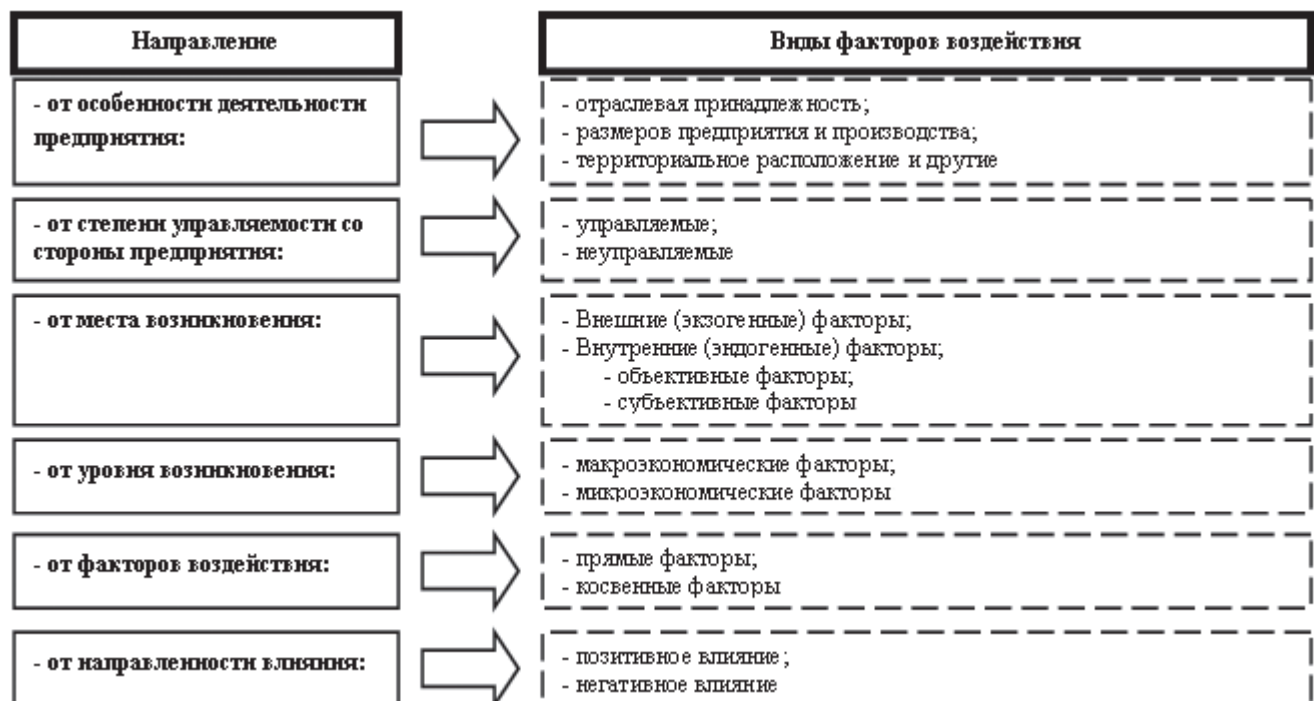 Направление
Виды факторов воздействия
- от особенности деятельности
предприятия:
- отраслевая принадлежность;
- размеров предприятия и производства;
- территориальное расположение и другие
- от степени управляемости со
стороны предприятия:
- управляемые;
- неуправляемые
- от места возникновения:
- Внешние (экзогенные) факторы;
- Внутренние (эндогенные) факторы;
- объективные факторы;
- субъективные факторы
- от уровня возникновения:
- макроэкономические факторы;
- микроэкономические факторы
- от факторов воздействия:
- прямые факторы;
- косвенные факторы
- от направленности влияния:
- позитивное влияние;
- негативное влияние